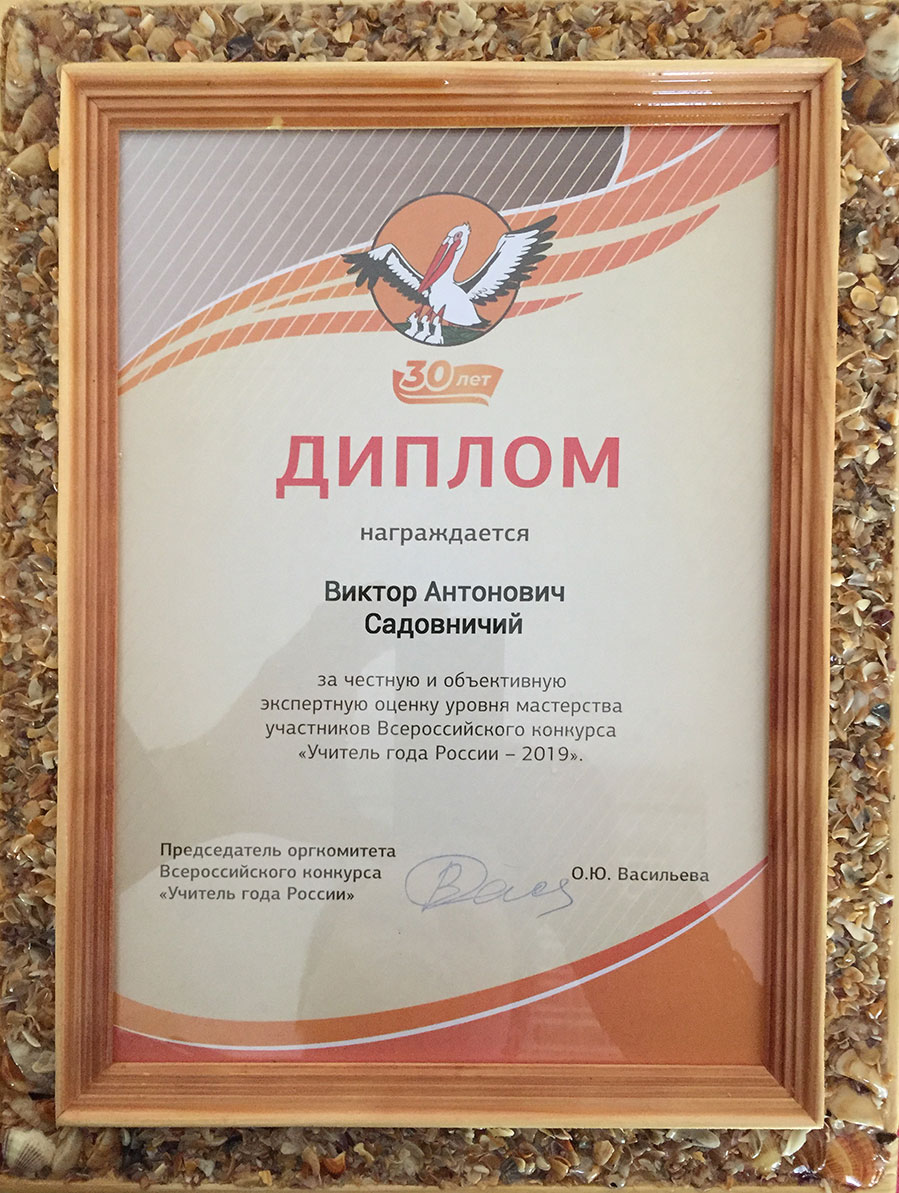 30 лет
ДИПЛОМ
награждается
Виктор Антонович
Садовничий
за честную и объективную
экспертную оценку уровня мастерства
участников Всероссийского конкурса
«Учитель года России – 2019».
Председатель оргкомитета
Всероссийского конкурса
«Учитель года России»
О.Ю. Васильева